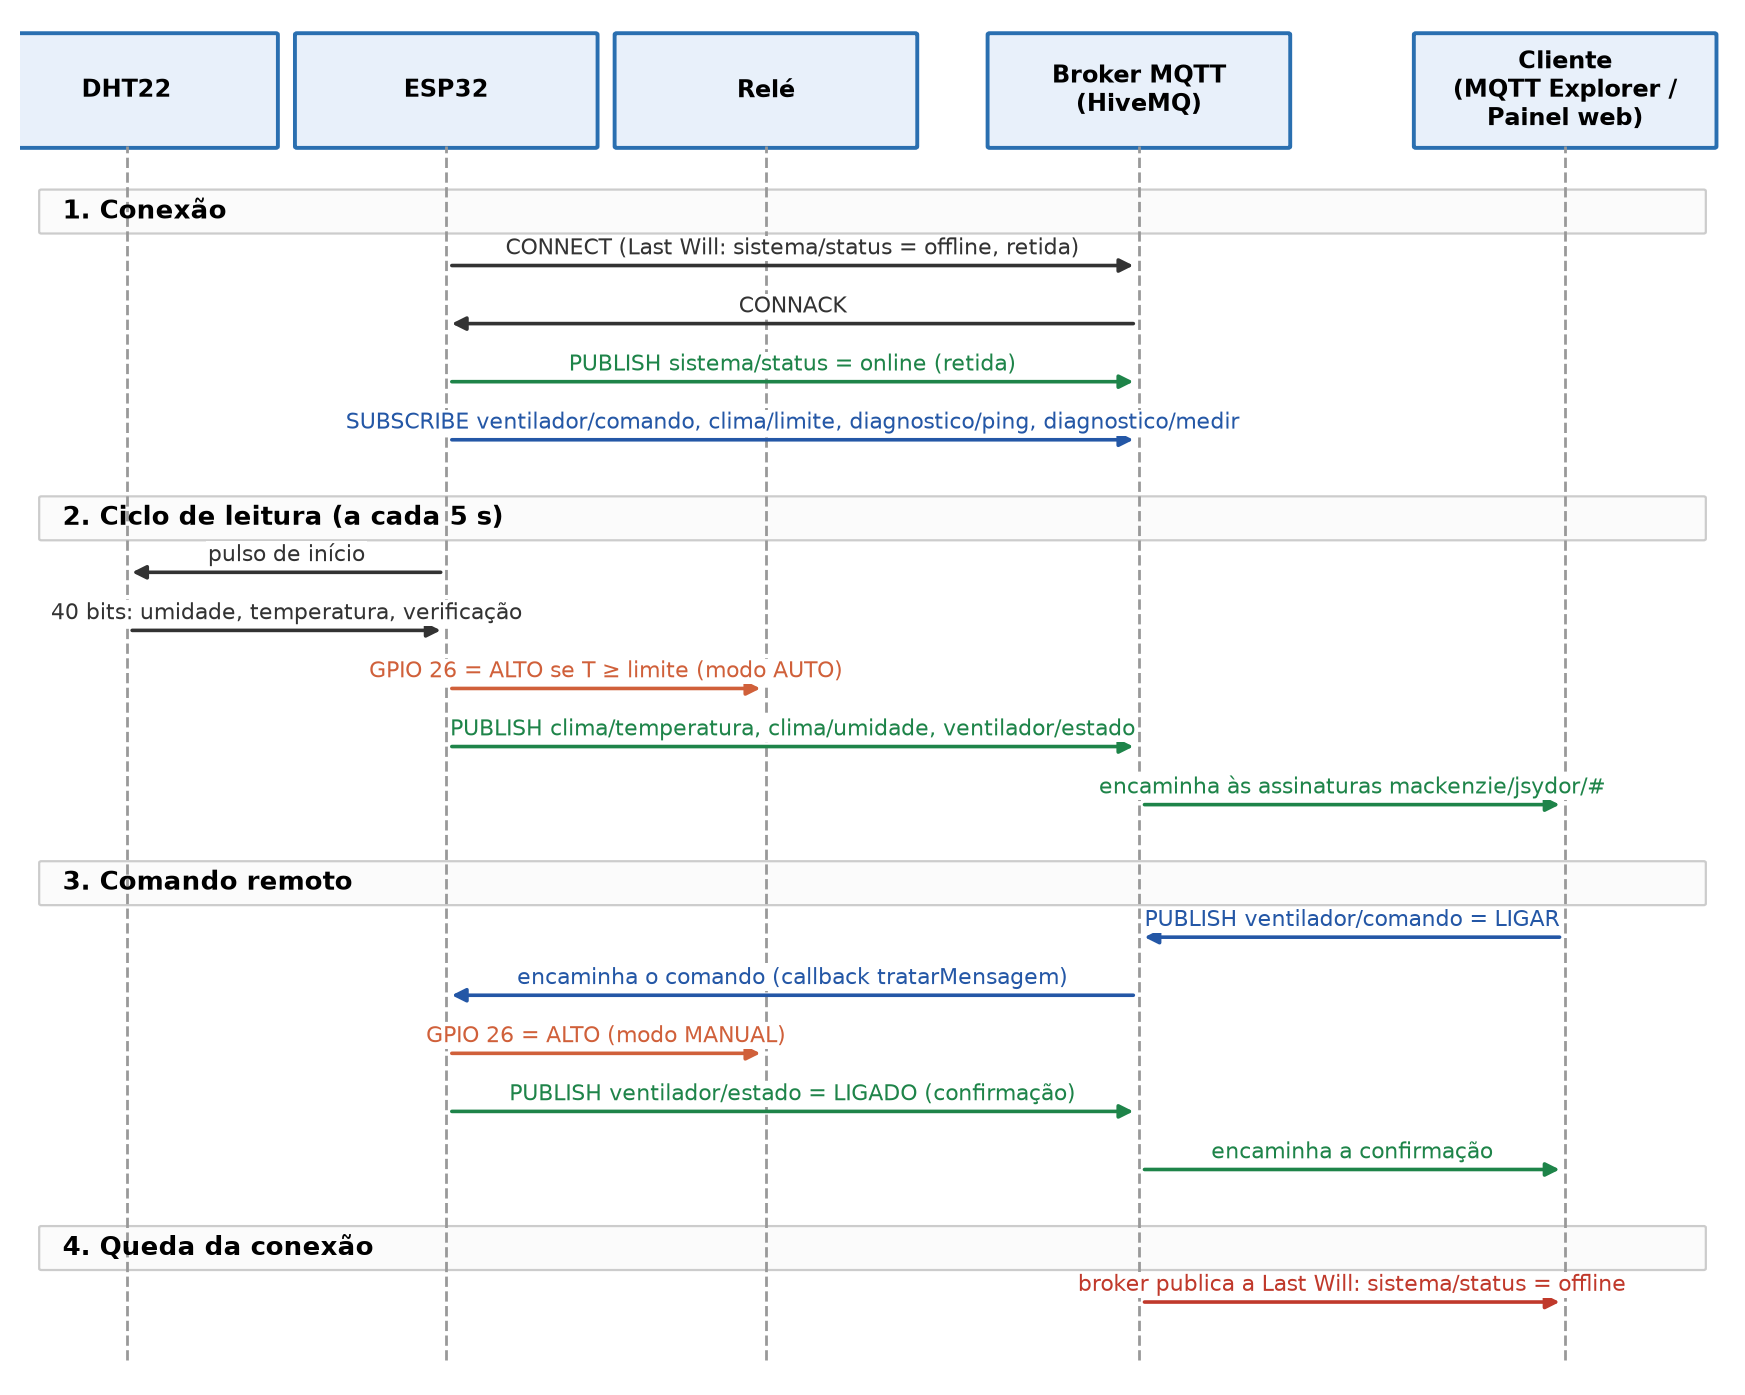 DHT22
ESP32
Relé
Broker MQTT
(HiveMQ)
Cliente
(MQTT Explorer /
Painel web)
1. Conexão
CONNECT (Last Will: sistema/status = offline, retida)
CONNACK
PUBLISH sistema/status = online (retida)
SUBSCRIBE ventilador/comando, clima/limite, diagnostico/ping, diagnostico/medir
2. Ciclo de leitura (a cada 5 s)
pulso de início
40 bits: umidade, temperatura, verificação
GPIO 26 = ALTO se T ≥ limite (modo AUTO)
PUBLISH clima/temperatura, clima/umidade, ventilador/estado
encaminha às assinaturas mackenzie/jsydor/#
3. Comando remoto
PUBLISH ventilador/comando = LIGAR
encaminha o comando (callback tratarMensagem)
GPIO 26 = ALTO (modo MANUAL)
PUBLISH ventilador/estado = LIGADO (confirmação)
encaminha a confirmação
4. Queda da conexão
broker publica a Last Will: sistema/status = offline